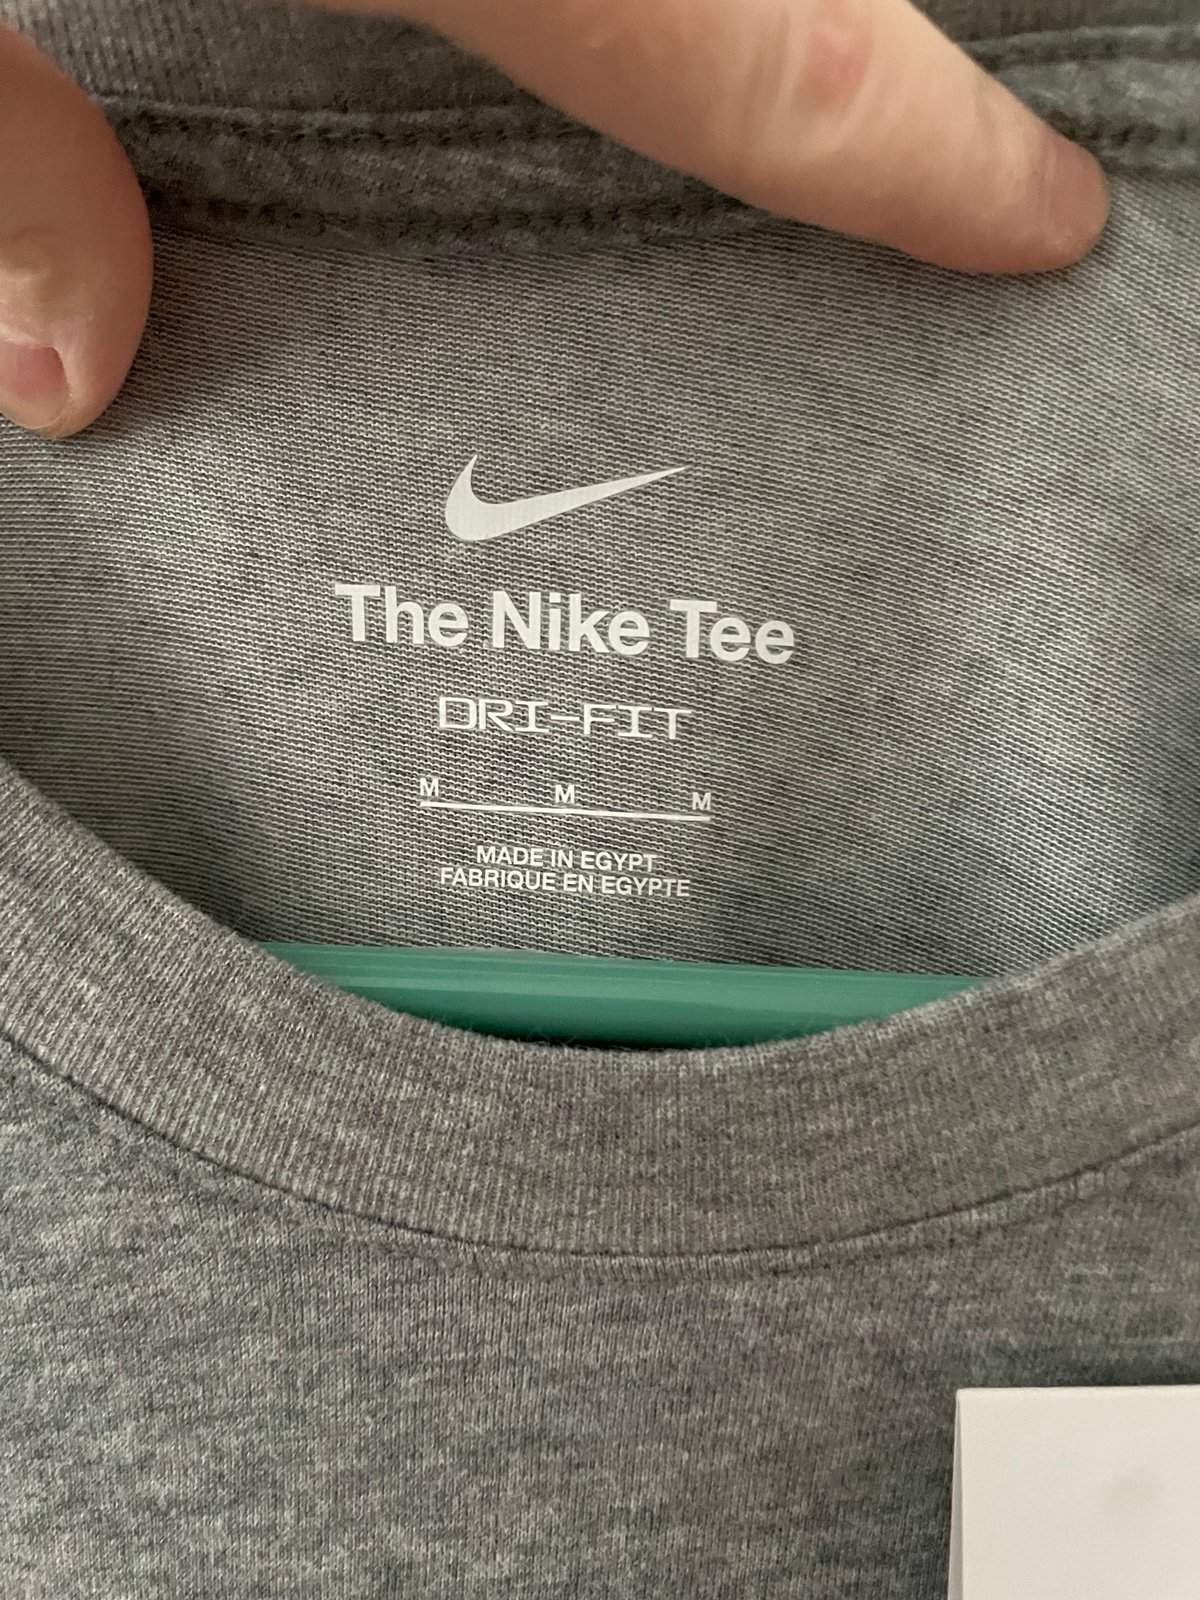 The Nike Tee
DRI-FIT
M M M
MADE IN EGYPT
FABRIQUE EN EGYPTE